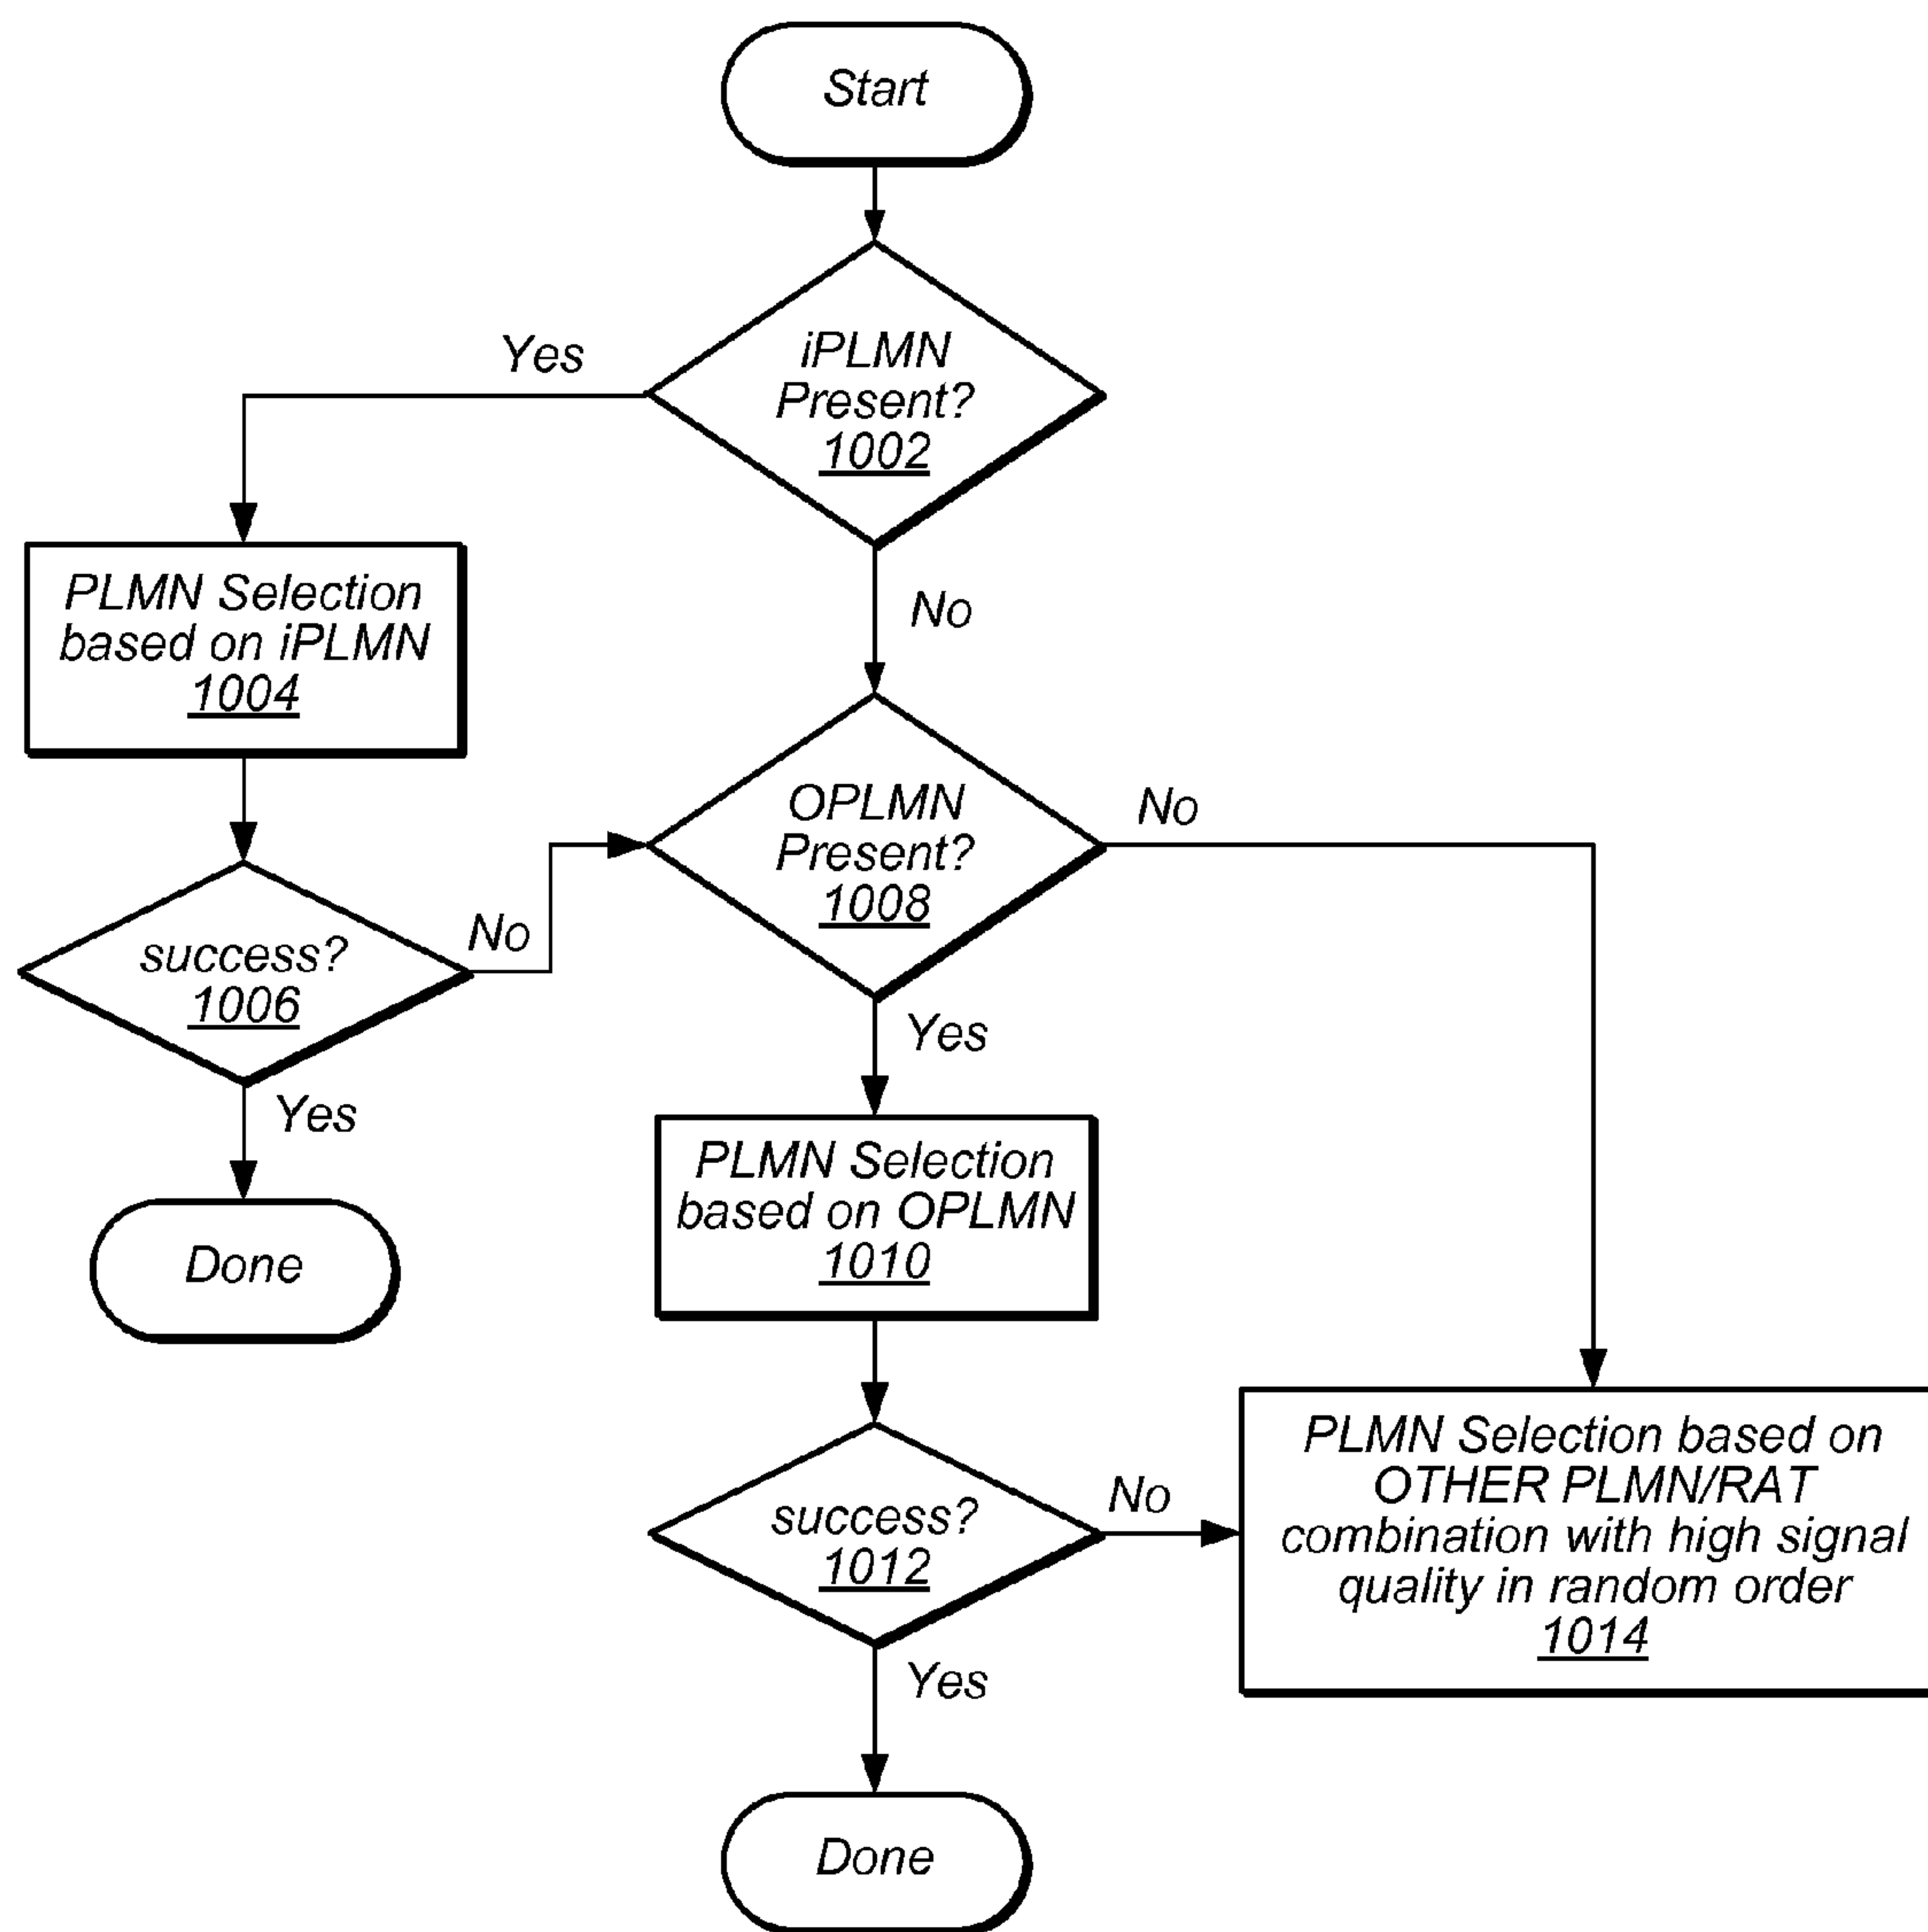 Start
iPLMN
Present?
1002
Yes
No
PLMN Selection
based on iPLMN
1004
success?
1006
No
Yes
Done
OPLMN
Present?
1008
No
Yes
PLMN Selection
based on OPLMN
1010
success?
1012
No
Yes
Done
PLMN Selection based on
OTHER PLMN/RAT
combination with high signal
quality in random order
1014